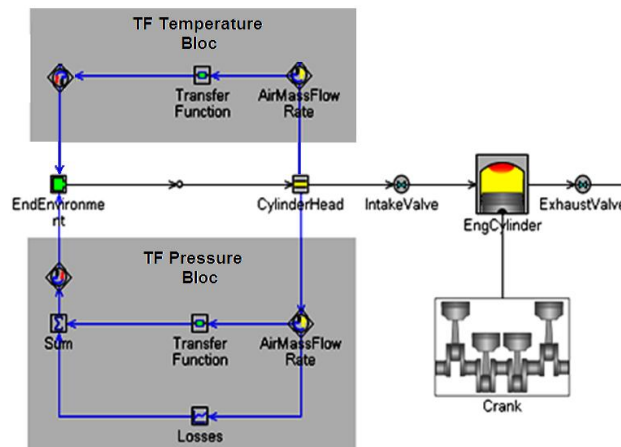 TF Temperature
Bloc
Transfer
Function
AirMassFlow
Rate
EndEnvironme
nt
CylinderHead
IntakeValve
EngCylinder
ExhaustValve
TF Pressure
Bloc
Sum
Transfer
Function
AirMassFlow
Rate
Losses
Crank